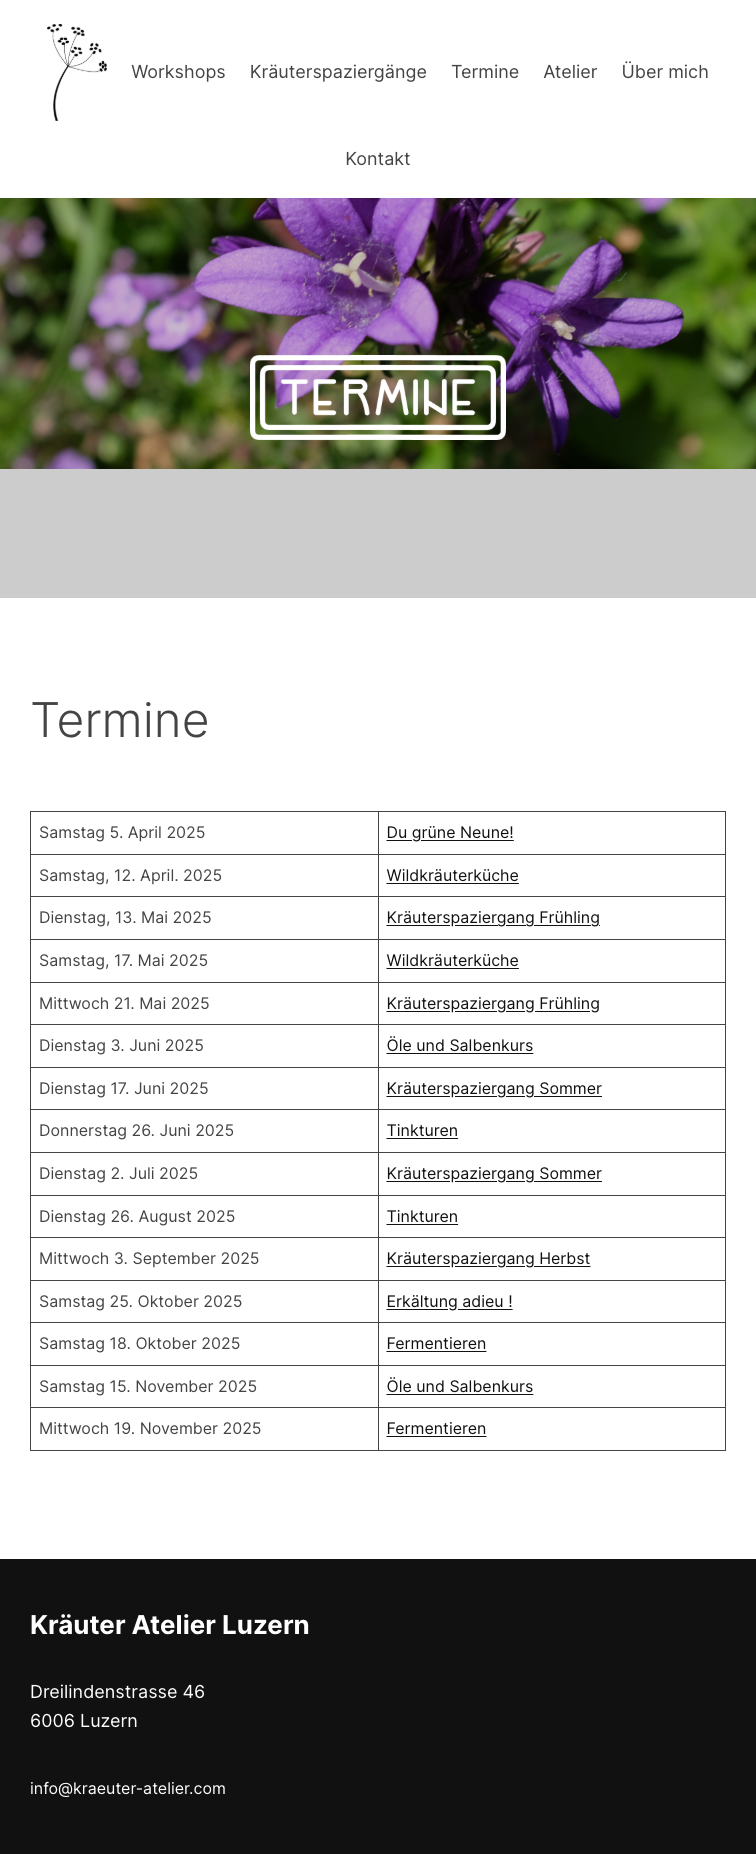 Workshops Kräuterspaziergänge Termine Atelier Über mich
Kontakt
TERMINE
Termine
Samstag 5. April 2025 Du grüne Neune!
Samstag, 12. April. 2025 Wildkräuterküche
Dienstag, 13. Mai 2025 Kräuterspaziergang Frühling
Samstag, 17. Mai 2025 Wildkräuterküche
Mittwoch 21. Mai 2025 Kräuterspaziergang Frühling
Dienstag 3. Juni 2025 Öle und Salbenkurs
Dienstag 17. Juni 2025 Kräuterspaziergang Sommer
Donnerstag 26. Juni 2025 Tinkturen
Dienstag 2. Juli 2025 Kräuterspaziergang Sommer
Dienstag 26. August 2025 Tinkturen
Mittwoch 3. September 2025 Kräuterspaziergang Herbst
Samstag 25. Oktober 2025 Erkältung adieu !
Samstag 18. Oktober 2025 Fermentieren
Samstag 15. November 2025 Öle und Salbenkurs
Mittwoch 19. November 2025 Fermentieren
Kräuter Atelier Luzern
Dreilindenstrasse 46
6006 Luzern
info@kraeuter-atelier.com